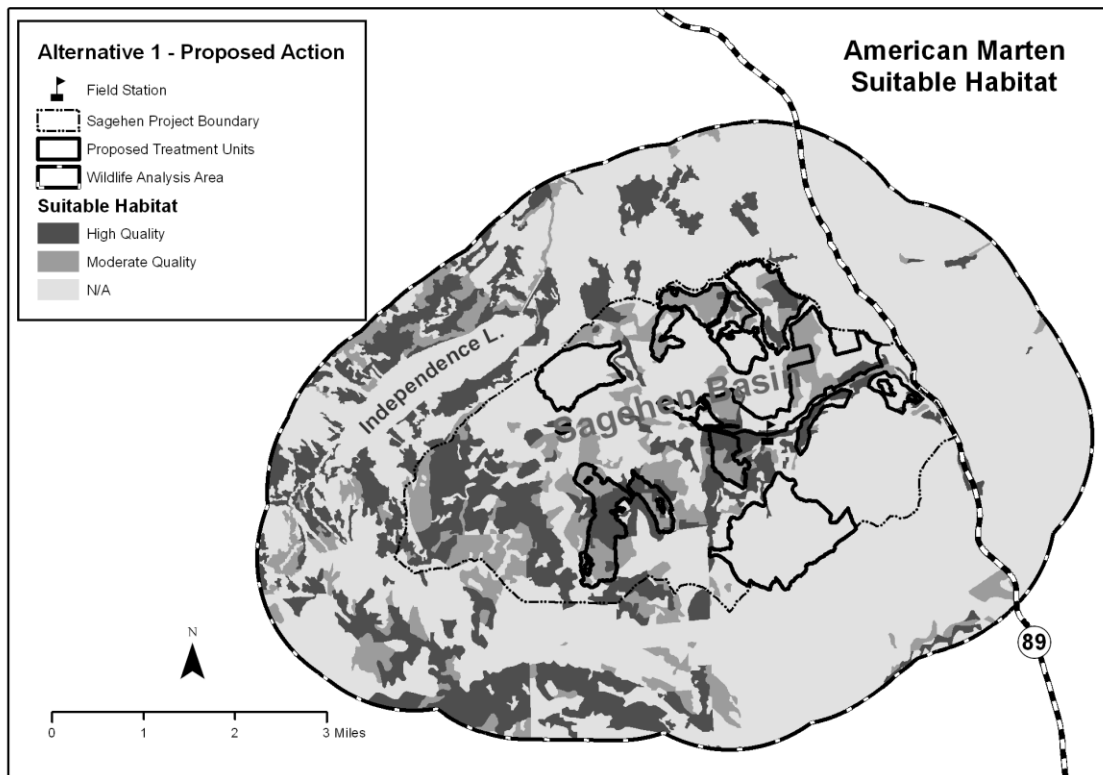 Alternative 1 - Proposed Action
Field Station
Sagehen Project Boundary
Proposed Treatment Units
Wildlife Analysis Area
Suitable Habitat
High Quality
Moderate Quality
N/A
American Marten
Suitable Habitat
Independence L.
Sagehen Basin
89
N
0 1 2 3 Miles